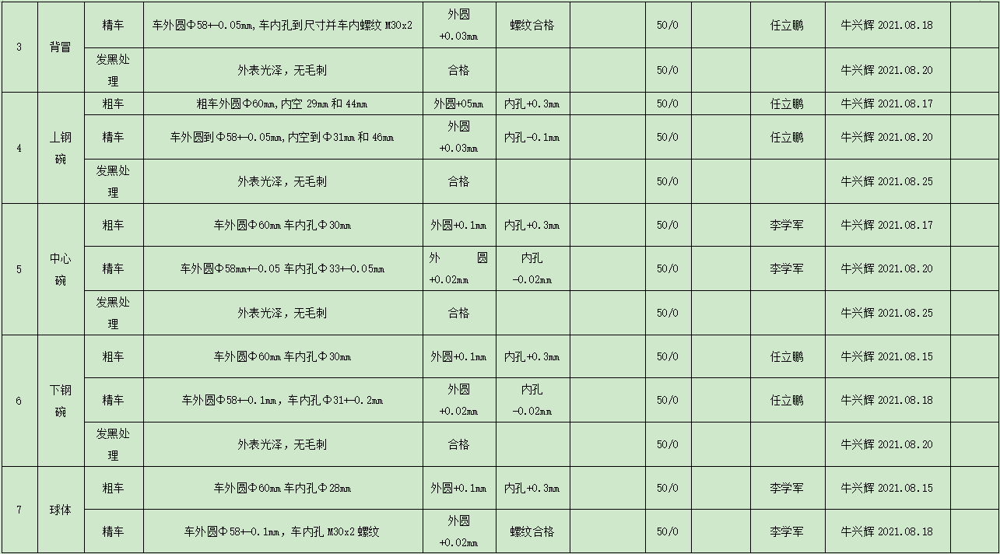 3 背冒 精车 车外圆Φ58+-0.05mm,车内孔到尺寸并车内螺纹M30x2 外圆 +0.03mm 螺纹合格 50/0 任立鹏 牛兴辉 2021.08.18
发黑处理 外表光泽，无毛刺 合格 50/0 牛兴辉 2021.08.20
4 上钢碗 粗车 粗车外圆Φ60mm,内空 29mm 和 44mm 外圆+05mm 内孔+0.3mm 50/0 任立鹏 牛兴辉 2021.08.17
精车 车外圆到Φ58+-0.05mm,内空到Φ31mm 和 46mm 外圆 +0.03mm 内孔-0.1mm 50/0 任立鹏 牛兴辉 2021.08.20
发黑处理 外表光泽，无毛刺 合格 50/0 牛兴辉 2021.08.25
5 中心碗 粗车 车外圆Φ60mm 车内孔Φ30mm 外圆+0.1mm 内孔+0.3mm 50/0 李学军 牛兴辉 2021.08.17
精车 车外圆Φ58mm+-0.05 车内孔Φ33+-0.05mm 外圆 +0.02mm 内孔 -0.02mm 50/0 李学军 牛兴辉 2021.08.20
发黑处理 外表光泽，无毛刺 合格 50/0 牛兴辉 2021.08.25
6 下钢碗 粗车 车外圆Φ60mm 车内孔Φ30mm 外圆+0.1mm 内孔+0.3mm 50/0 任立鹏 牛兴辉 2021.08.15
精车 车外圆Φ58+-0.1mm，车内孔Φ31+-0.2mm 外圆 +0.02mm 内孔 -0.02mm 50/0 任立鹏 牛兴辉 2021.08.18
发黑处理 外表光泽，无毛刺 合格 50/0 牛兴辉 2021.08.20
7 球体 粗车 车外圆Φ60mm 车内孔Φ28mm 外圆+0.1mm 内孔+0.3mm 50/0 李学军 牛兴辉 2021.08.15
精车 车外圆Φ58+-0.1mm，车内孔 M30x2 螺纹 外圆 +0.02mm 螺纹合格 50/0 李学军 牛兴辉 2021.08.18